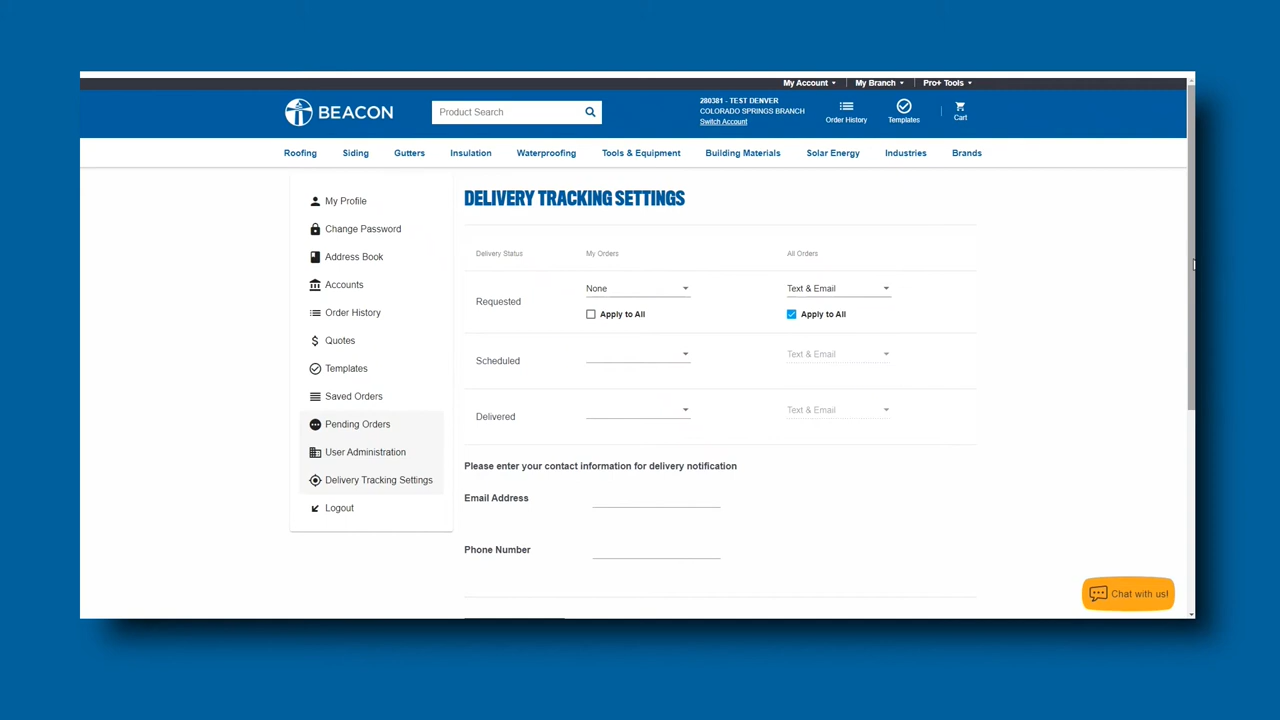 My Account
My Branch
Pro+ Tools
BEACON
Product Search
280381 - TEST DENVER
COLORADO SPRINGS BRANCH
Switch Account
Order History
Templates
Cart
Roofing
Siding
Gutters
Insulation
Waterproofing
Tools & Equipment
Building Materials
Solar Energy
Industries
Brands
My Profile
Change Password
Address Book
Accounts
Order History
Quotes
Templates
Saved Orders
Pending Orders
User Administration
Delivery Tracking Settings
Logout
DELIVERY TRACKING SETTINGS
Delivery Status
My Orders
All Orders
Requested
None
Text & Email
Apply to All
Apply to All
Scheduled
Text & Email
Delivered
Text & Email
Please enter your contact information for delivery notification
Email Address
Phone Number
Chat with us!